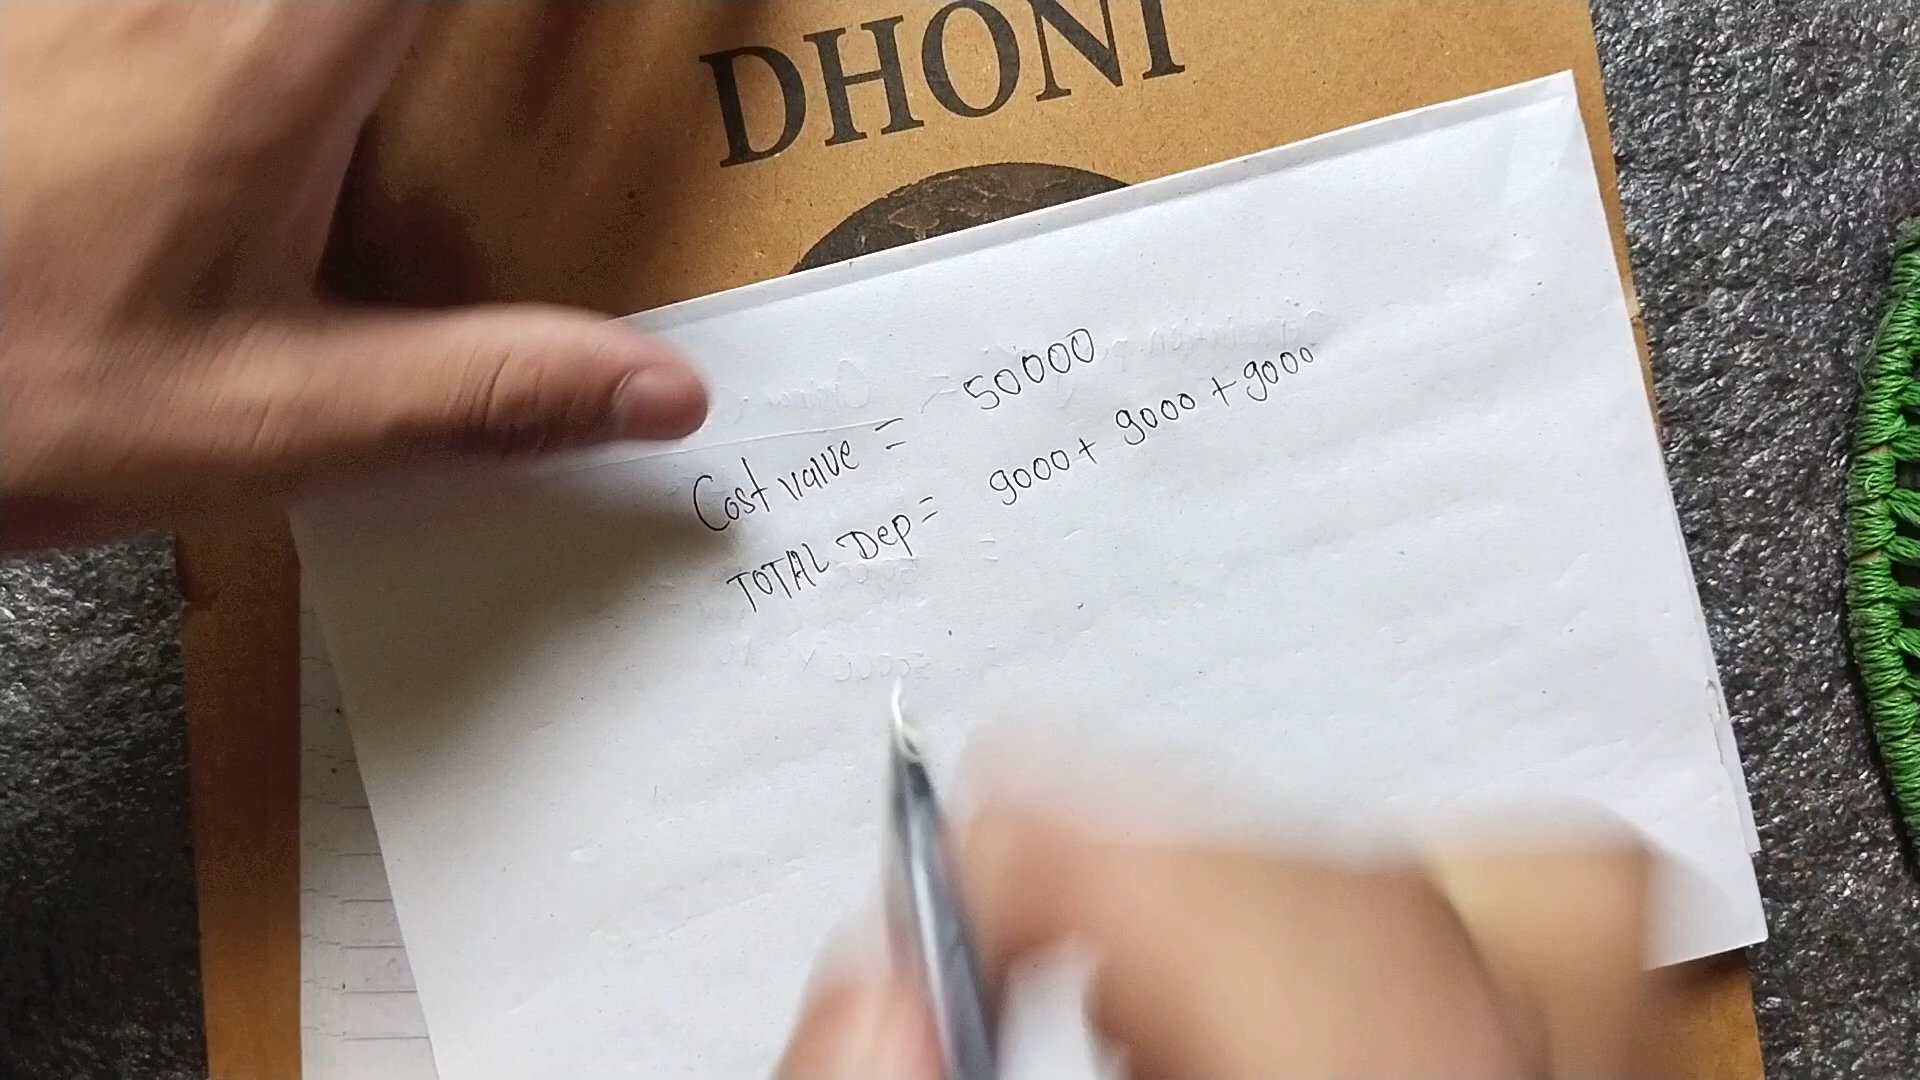 DHONI
Cost value = 50000
TOTAL Dep = 9000 + 9000 + 9000